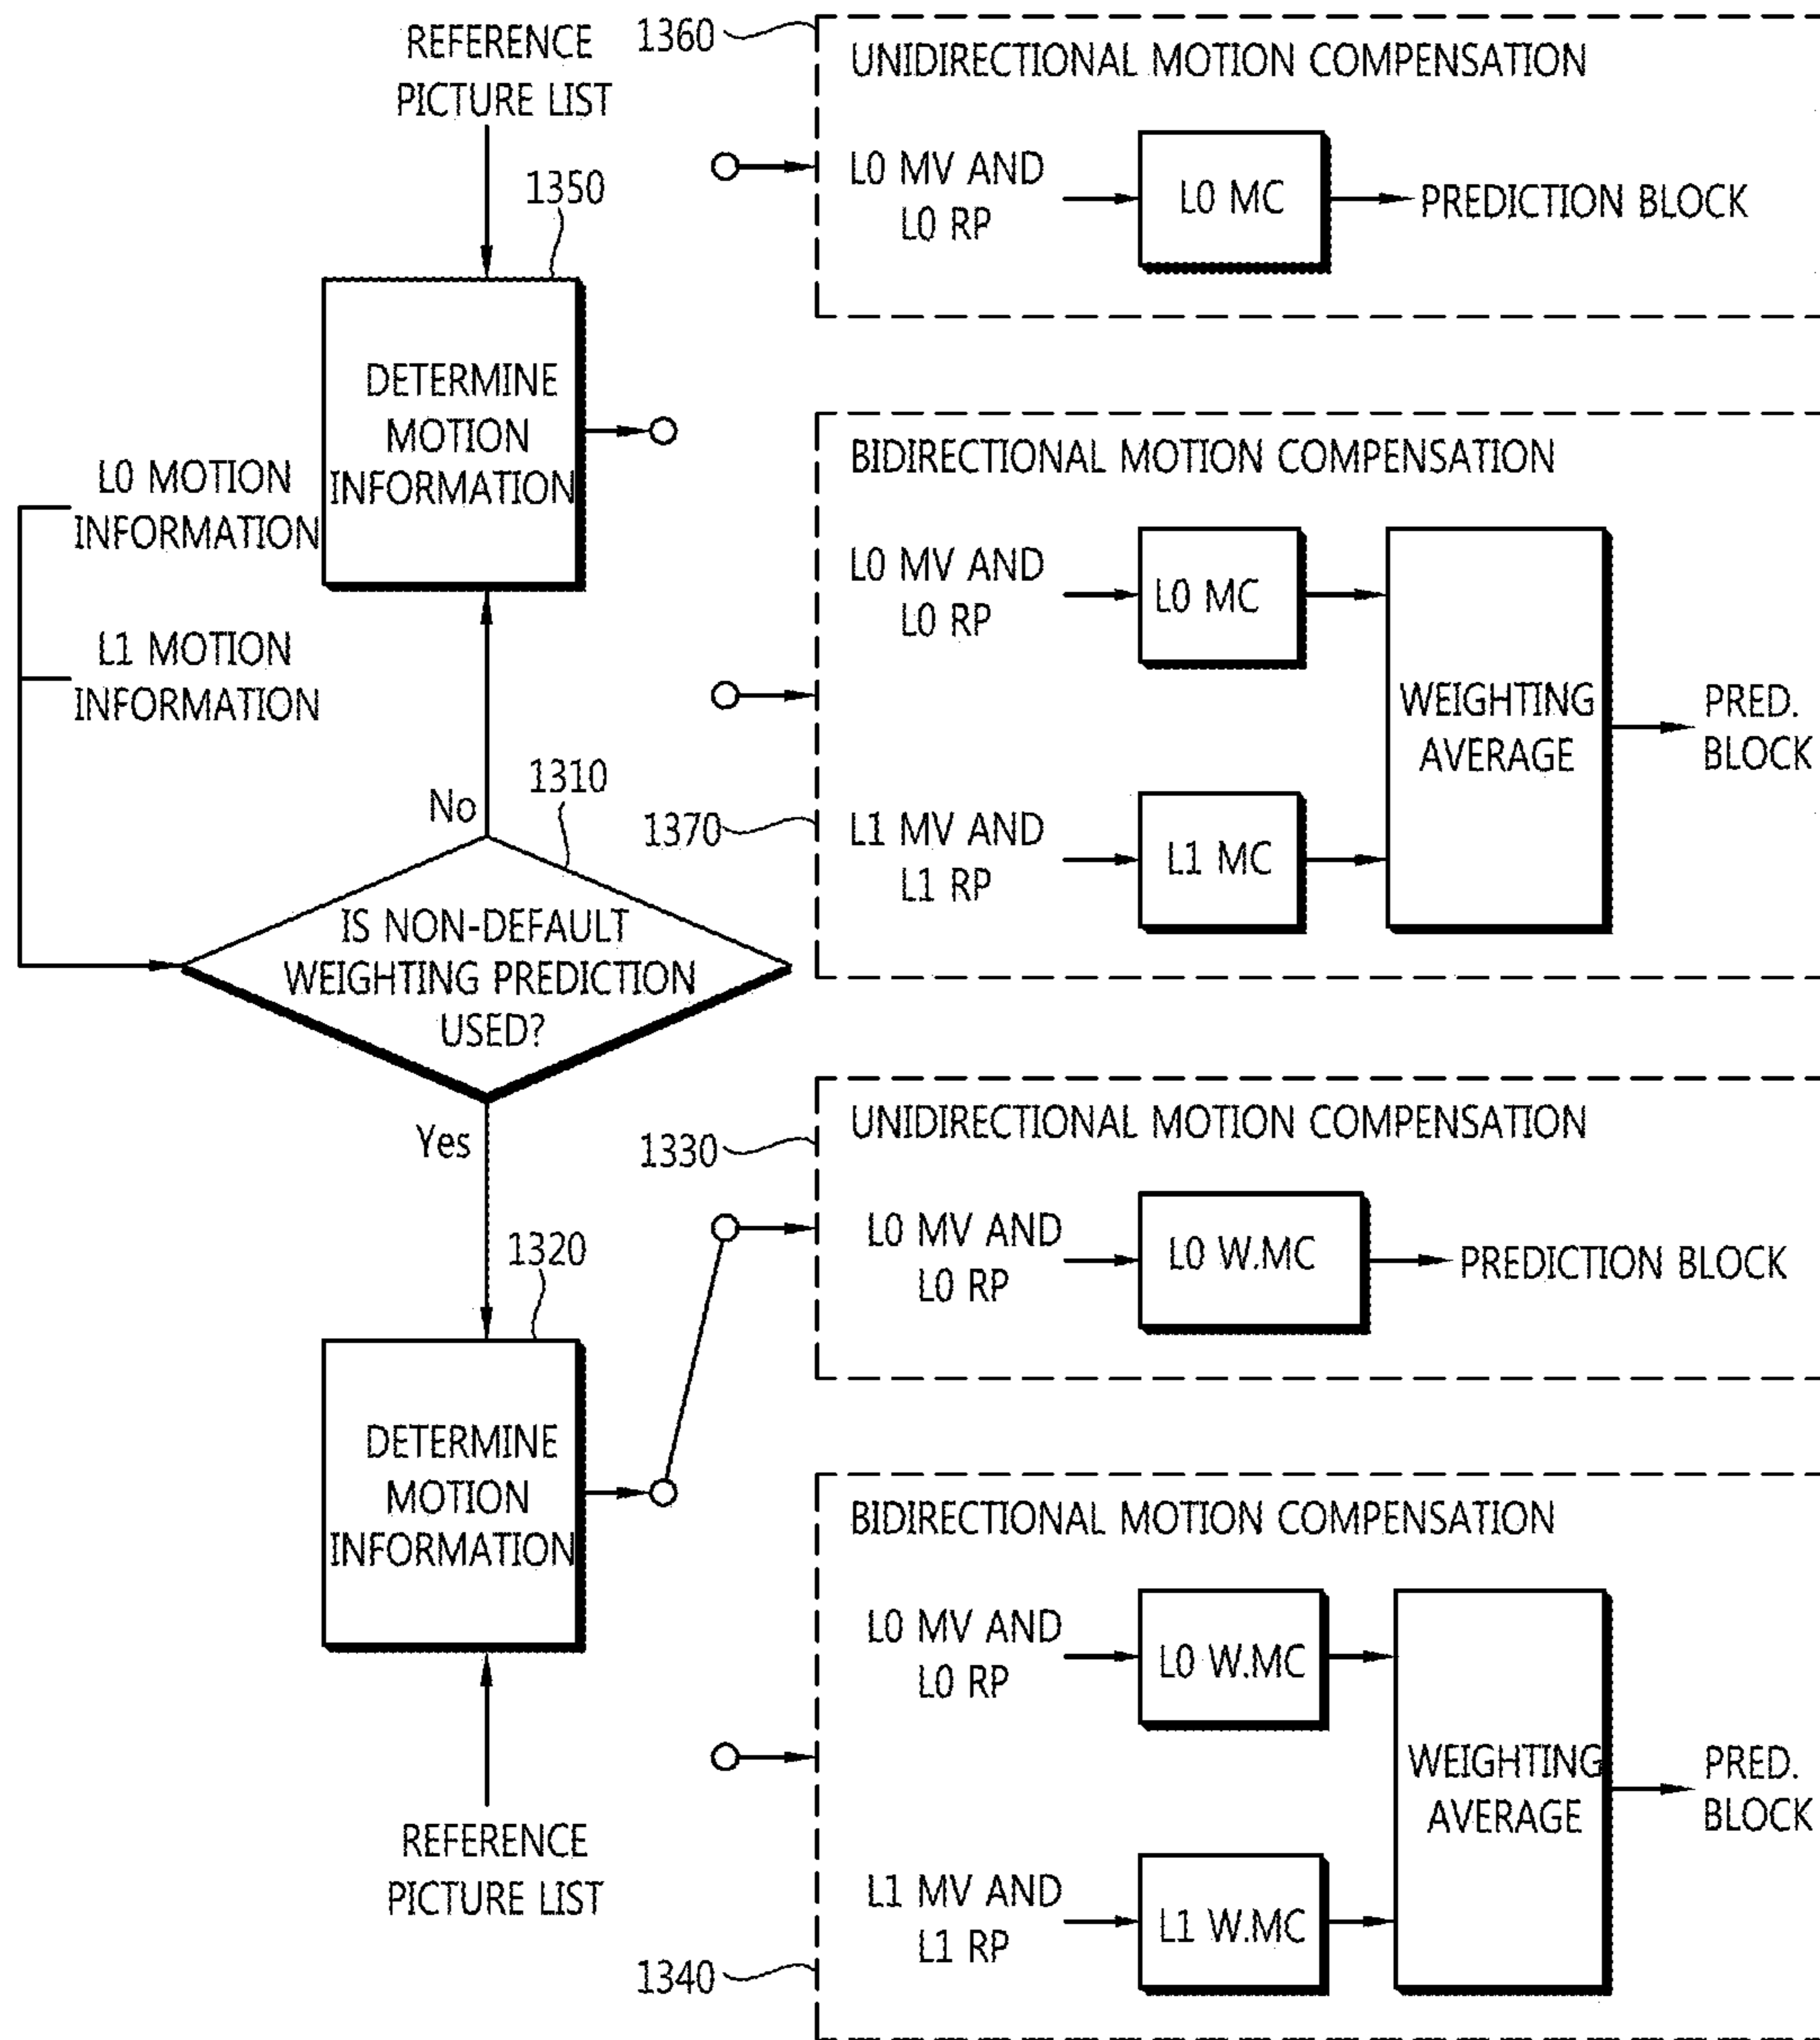 REFERENCE
PICTURE LIST
1350
DETERMINE
MOTION
INFORMATION
L0 MOTION
INFORMATION
L1 MOTION
INFORMATION
No
1310
IS NON-DEFAULT
WEIGHTING PREDICTION
USED?
Yes
1320
DETERMINE
MOTION
INFORMATION
REFERENCE
PICTURE LIST
1360
UNIDIRECTIONAL MOTION COMPENSATION
L0 MV AND
L0 RP
L0 MC
PREDICTION BLOCK
BIDIRECTIONAL MOTION COMPENSATION
L0 MV AND
L0 RP
L0 MC
1370
L1 MV AND
L1 RP
L1 MC
WEIGHTING
AVERAGE
PRED.
BLOCK
UNIDIRECTIONAL MOTION COMPENSATION
1330
L0 MV AND
L0 RP
L0 W.MC
PREDICTION BLOCK
BIDIRECTIONAL MOTION COMPENSATION
L0 MV AND
L0 RP
L0 W.MC
L1 MV AND
L1 RP
L1 W.MC
WEIGHTING
AVERAGE
PRED.
BLOCK
1340